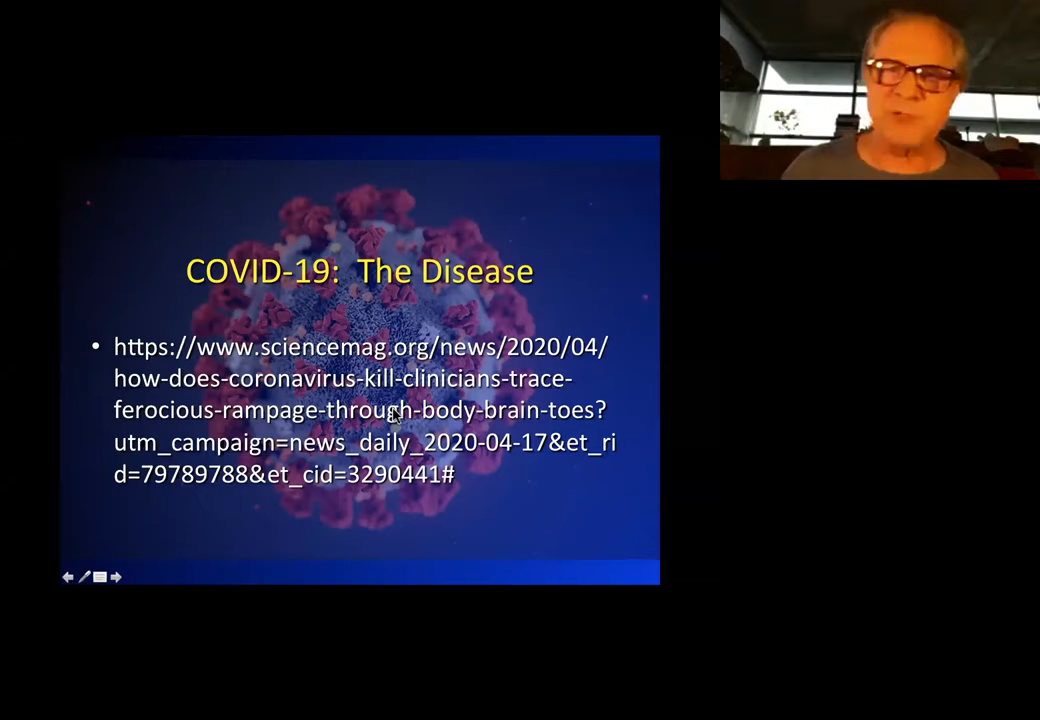 COVID-19: The Disease
• https://www.sciencemag.org/news/2020/04/
how-does-coronavirus-kill-clinicians-trace-
ferocious-rampage-through-body-brain-toes?
utm_campaign=news_daily_2020-04-17&et_ri
d=79789788&et_cid=3290441#